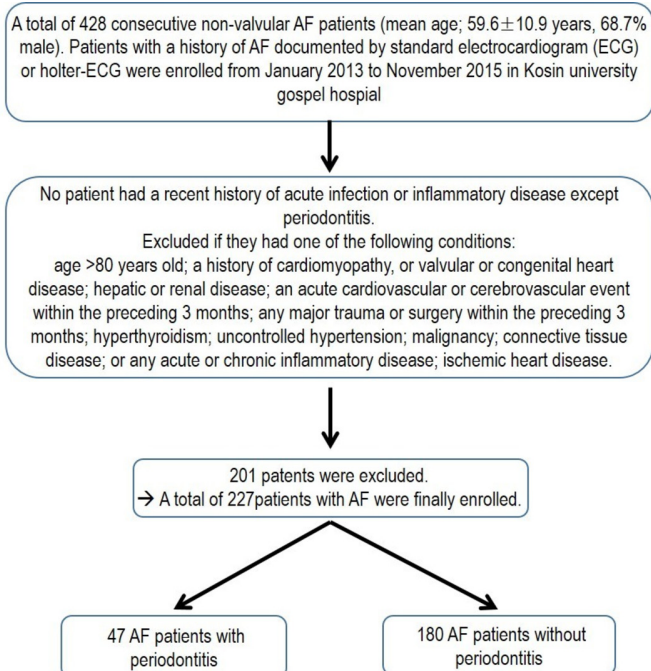 A total of 428 consecutive non-valvular AF patients (mean age; 59.6±10.9 years, 68.7%
male). Patients with a history of AF documented by standard electrocardiogram (ECG)
or holter-ECG were enrolled from January 2013 to November 2015 in Kosin university
gospel hospial
No patient had a recent history of acute infection or inflammatory disease except
periodontitis.
Excluded if they had one of the following conditions:
age >80 years old; a history of cardiomyopathy, or valvular or congenital heart
disease; hepatic or renal disease; an acute cardiovascular or cerebrovascular event
within the preceding 3 months; any major trauma or surgery within the preceding 3
months; hyperthyroidism; uncontrolled hypertension; malignancy; connective tissue
disease; or any acute or chronic inflammatory disease; ischemic heart disease.
201 patents were excluded.
→ A total of 227patients with AF were finally enrolled.
47 AF patients with
periodontitis
180 AF patients without
periodontitis